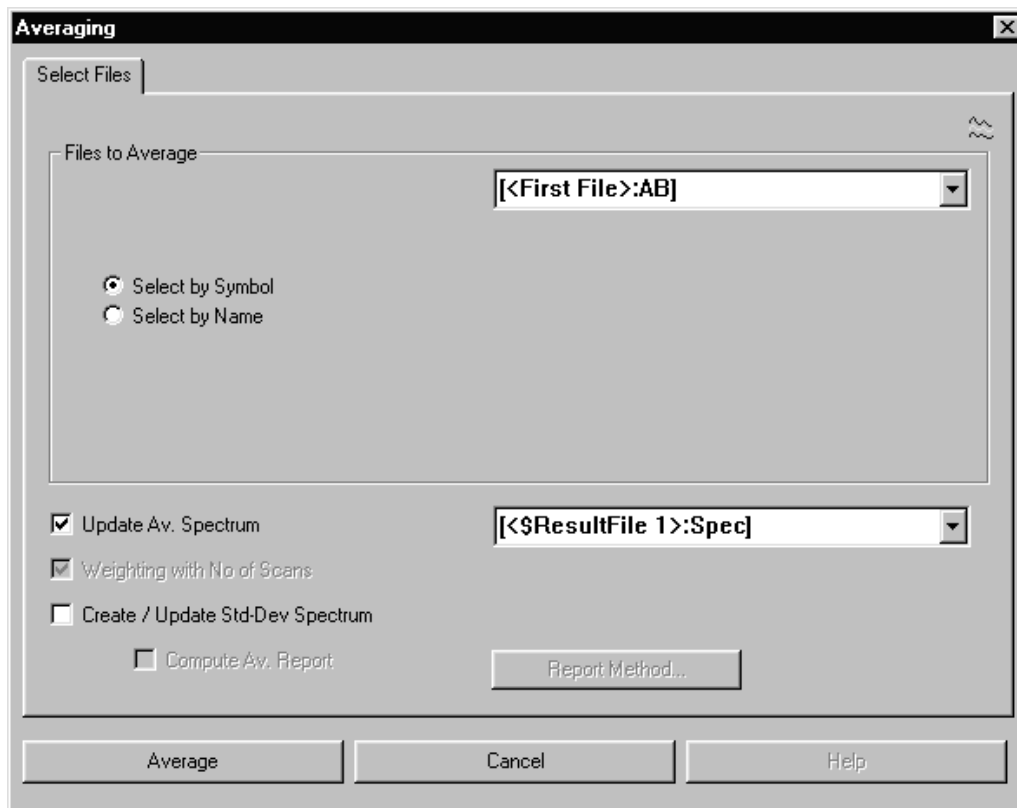 Averaging
Select Files
Files to Average
[<First File>:AB]
Select by Symbol
Select by Name
Update Av. Spectrum
[<$ResultFile 1>:Spec]
Weighting with No of Scans
Create / Update Std-Dev Spectrum
Compute Av. Report
Report Method...
Average
Cancel
Help